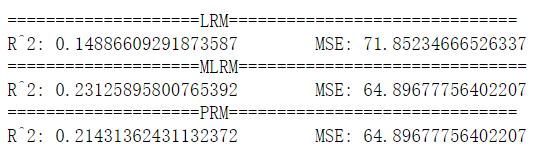 ====================LRM==============================
R^2: 0.14886609291873587        MSE: 71.85234666526337
====================MLRM==============================
R^2: 0.23125895800765392        MSE: 64.89677756402207
====================PRM==============================
R^2: 0.21431362431132372        MSE: 64.89677756402207